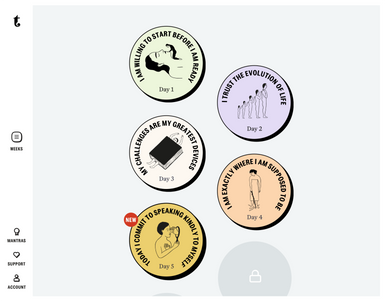 t
I AM WILLING TO START BEFORE I AM READY
Day 1
I TRUST THE EVOLUTION OF LIFE
Day 2
WEEKS
MY CHALLENGES ARE MY GREATEST DEVICES
Day 3
I AM EXACTLY WHERE I AM SUPPOSED TO BE
Day 4
NEW
TODAY I COMMIT TO SPEAKING KINDLY TO MYSELF
Day 5
MANTRAS
SUPPORT
ACCOUNT